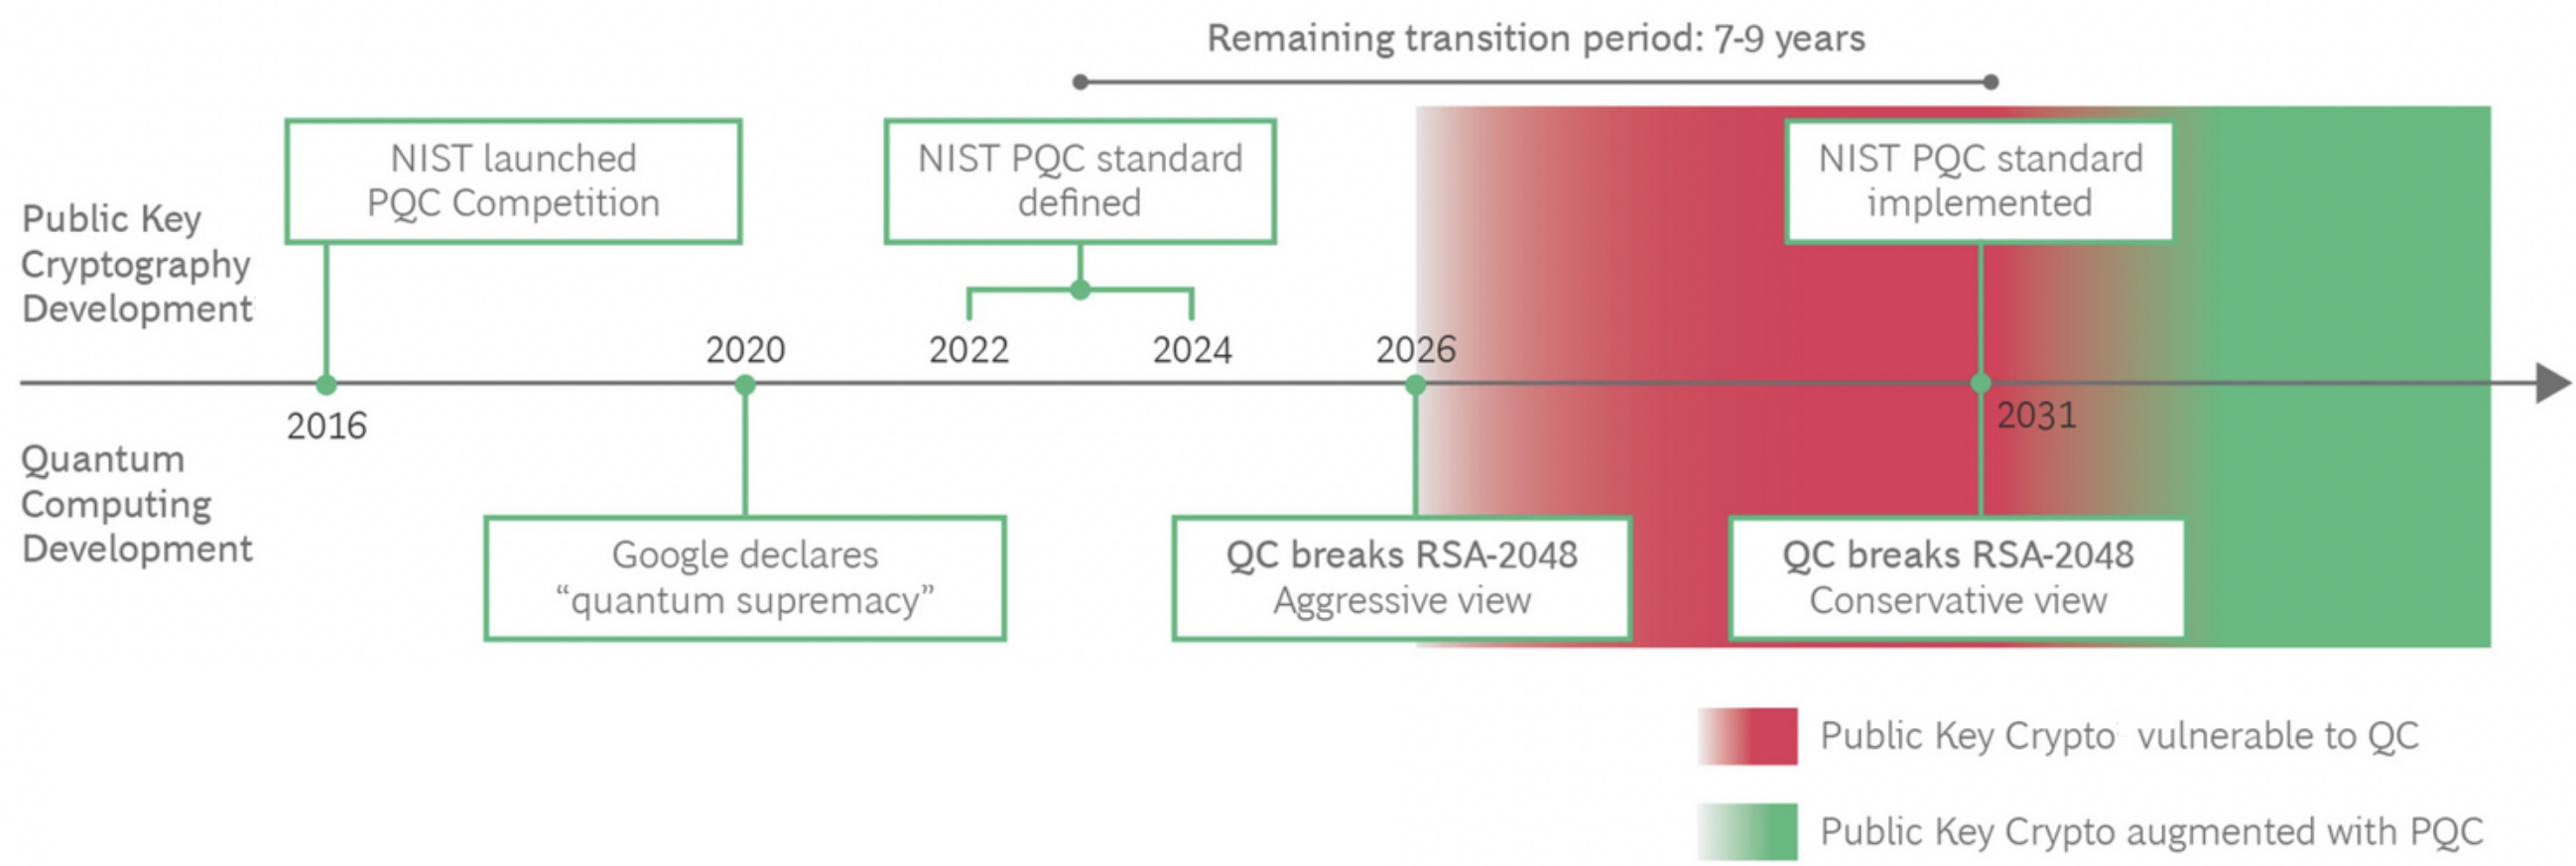 Remaining transition period: 7-9 years
NIST launched
PQC Competition
NIST PQC standard
defined
NIST PQC standard
implemented
Public Key
Cryptography
Development
2020
2022
2024
2026
2016
2031
Quantum
Computing
Development
Google declares
“quantum supremacy”
QC breaks RSA-2048
Aggressive view
QC breaks RSA-2048
Conservative view
Public Key Crypto vulnerable to QC
Public Key Crypto augmented with PQC